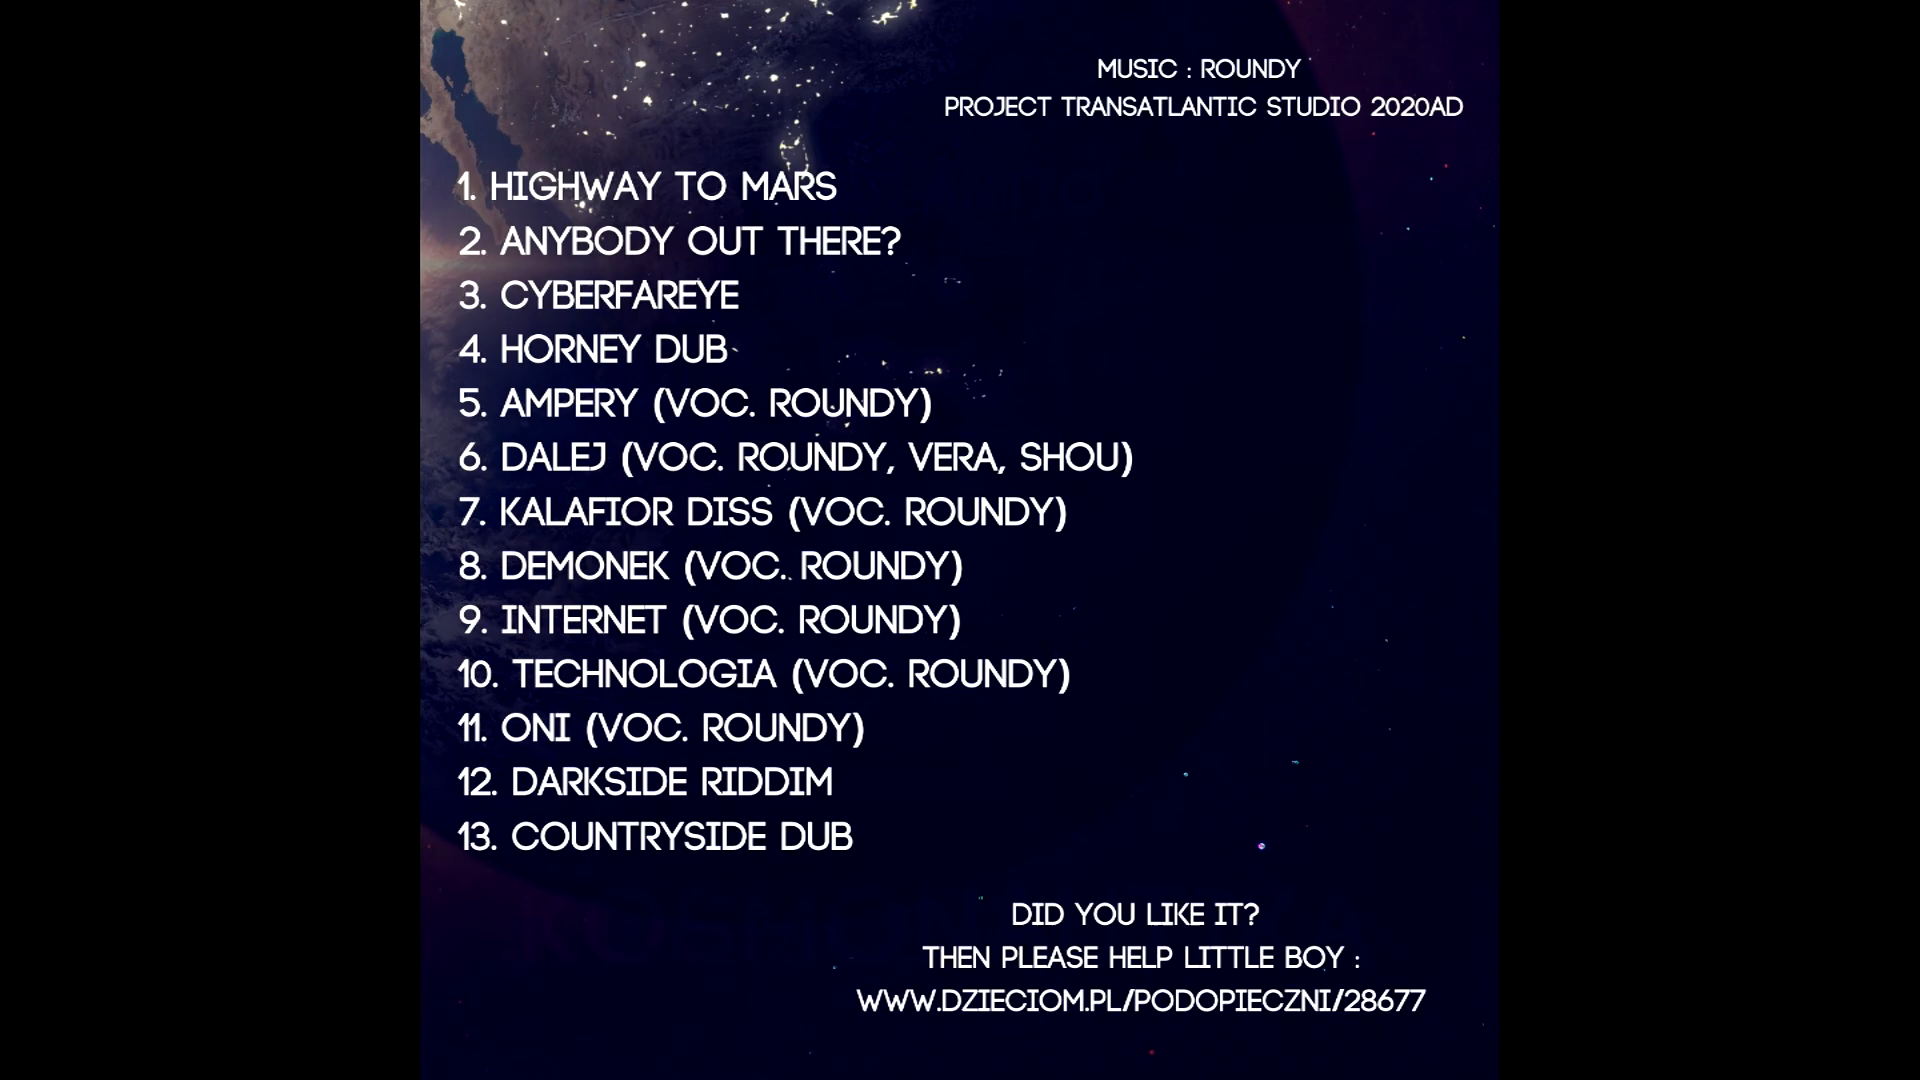 MUSIC : ROUNDY
PROJECT TRANSATLANTIC STUDIO 2020AD
1. HIGHWAY TO MARS
2. ANYBODY OUT THERE?
3. CYBERFAREYE
4. HORNEY DUB
5. AMPERY (VOC. ROUNDY)
6. DALEJ (VOC. ROUNDY, VERA, SHOU)
7. KALAFIOR DISS (VOC. ROUNDY)
8. DEMONEK (VOC. ROUNDY)
9. INTERNET (VOC. ROUNDY)
10. TECHNOLOGIA (VOC. ROUNDY)
11. ONI (VOC. ROUNDY)
12. DARKSIDE RIDDIM
13. COUNTRYSIDE DUB
DID YOU LIKE IT?
THEN PLEASE HELP LITTLE BOY :
WWW.DZIECIOM.PL/PODOPIECZNI/28677